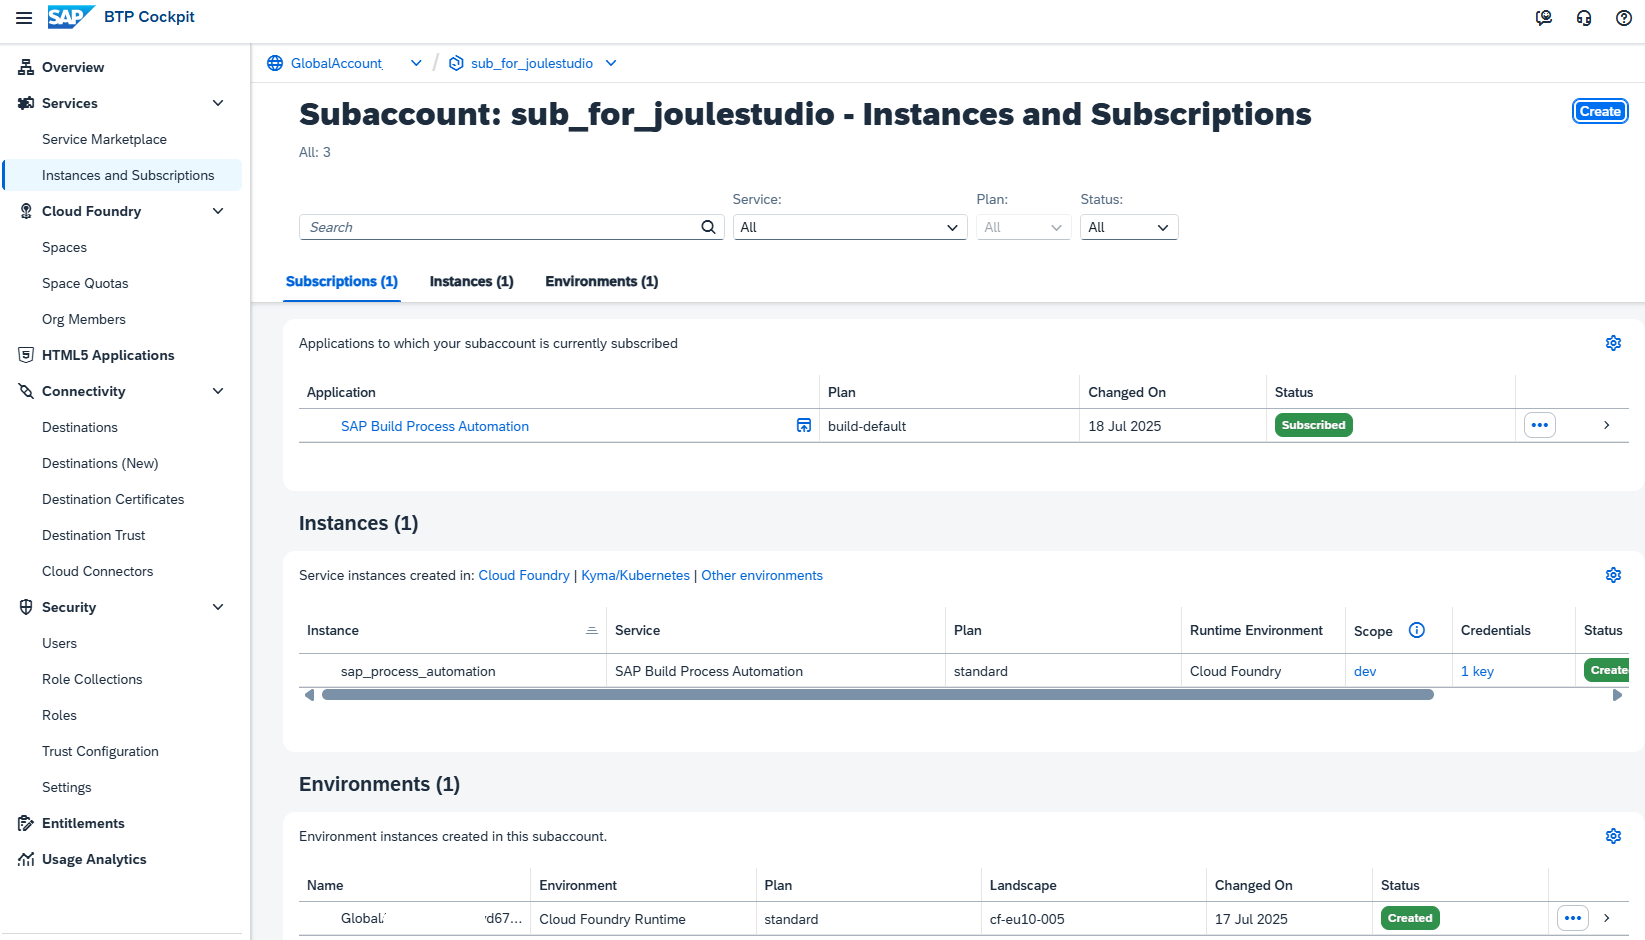 SAP BTP Cockpit
Overview
Services
Service Marketplace
Instances and Subscriptions
Cloud Foundry
Spaces
Space Quotas
Org Members
HTML5 Applications
Connectivity
Destinations
Destinations (New)
Destination Certificates
Destination Trust
Cloud Connectors
Security
Users
Role Collections
Roles
Trust Configuration
Settings
Entitlements
Usage Analytics
GlobalAccount / sub_for_joulestudio
Subaccount: sub_for_joulestudio - Instances and Subscriptions
Create
All: 3
Service: Plan: Status:
Search All All All
Subscriptions (1) Instances (1) Environments (1)
Applications to which your subaccount is currently subscribed
Application Plan Changed On Status
SAP Build Process Automation build-default 18 Jul 2025 Subscribed
Instances (1)
Service instances created in: Cloud Foundry | Kyma/Kubernetes | Other environments
Instance Service Plan Runtime Environment Scope Credentials Status
sap_process_automation SAP Build Process Automation standard Cloud Foundry dev 1 key Create
Environments (1)
Environment instances created in this subaccount.
Name Environment Plan Landscape Changed On Status
Global d67... Cloud Foundry Runtime standard cf-eu10-005 17 Jul 2025 Created